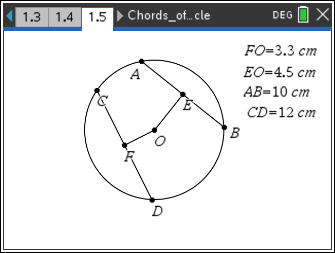 1.3 1.4 1.5 Chords_of...cle DEG
FO=3.3 cm
EO=4.5 cm
AB=10 cm
CD=12 cm
A
C
E
B
O
F
D